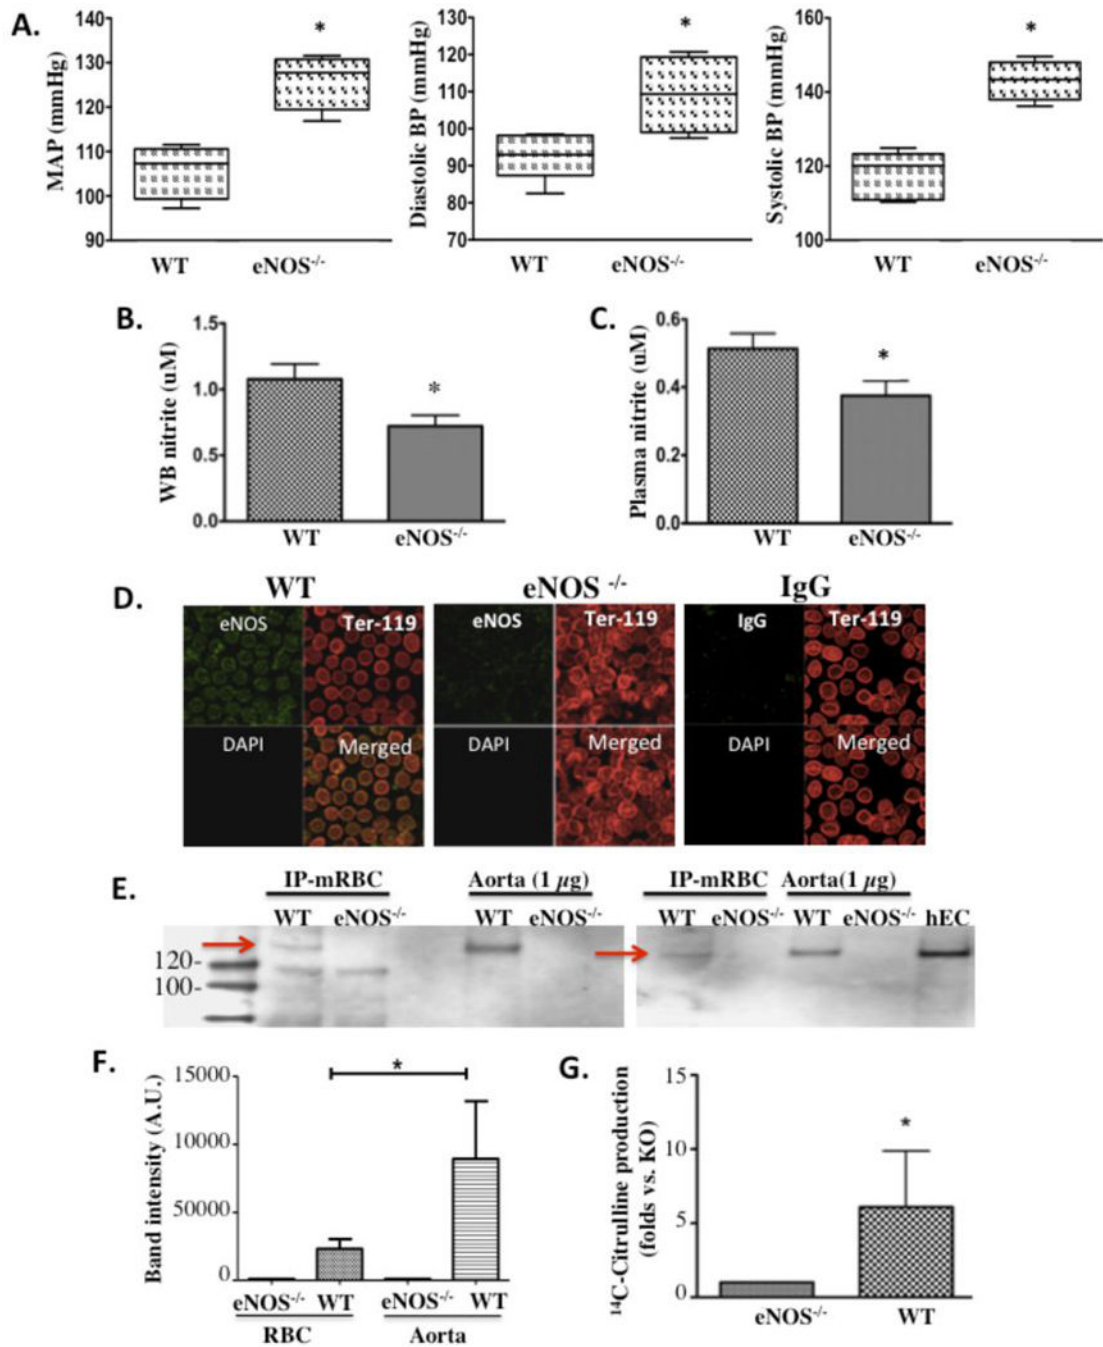 A.
MAP (mmHg)
140
130
120
110
100
90
*
WT eNOS-/-
Diastolic BP (mmHg)
130
120
110
100
90
80
70
*
WT eNOS-/-
Systolic BP (mmHg)
160
140
120
100
*
WT eNOS-/-
B.
WB nitrite (uM)
1.5
1.0
0.5
0.0
*
WT eNOS-/-
C.
Plasma nitrite (uM)
0.6
0.4
0.2
0.0
*
WT eNOS-/-
D.
WT eNOS -/- IgG
eNOS Ter-119 eNOS Ter-119 IgG Ter-119
DAPI Merged DAPI Merged DAPI Merged
E.
IP-mRBC Aorta (1 µg) IP-mRBC Aorta(1 µg)
WT eNOS-/- WT eNOS-/- WT eNOS-/- WT eNOS-/- hEC
120-
100-
F.
Band intensity (A.U.)
15000
10000
50000
0
*
eNOS-/- WT eNOS-/- WT
RBC Aorta
G.
14C-Citrulline production
(folds vs. KO)
15
10
5
0
*
eNOS-/- WT